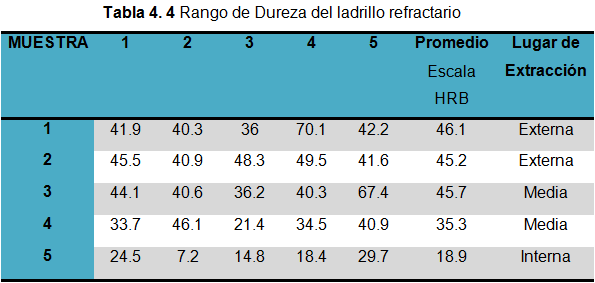 Tabla 4. 4 Rango de Dureza del ladrillo refractario
MUESTRA 1 2 3 4 5 Promedio Lugar de
Escala Extracción
HRB
1 41.9 40.3 36 70.1 42.2 46.1 Externa
2 45.5 40.9 48.3 49.5 41.6 45.2 Externa
3 44.1 40.6 36.2 40.3 67.4 45.7 Media
4 33.7 46.1 21.4 34.5 40.9 35.3 Media
5 24.5 7.2 14.8 18.4 29.7 18.9 Interna